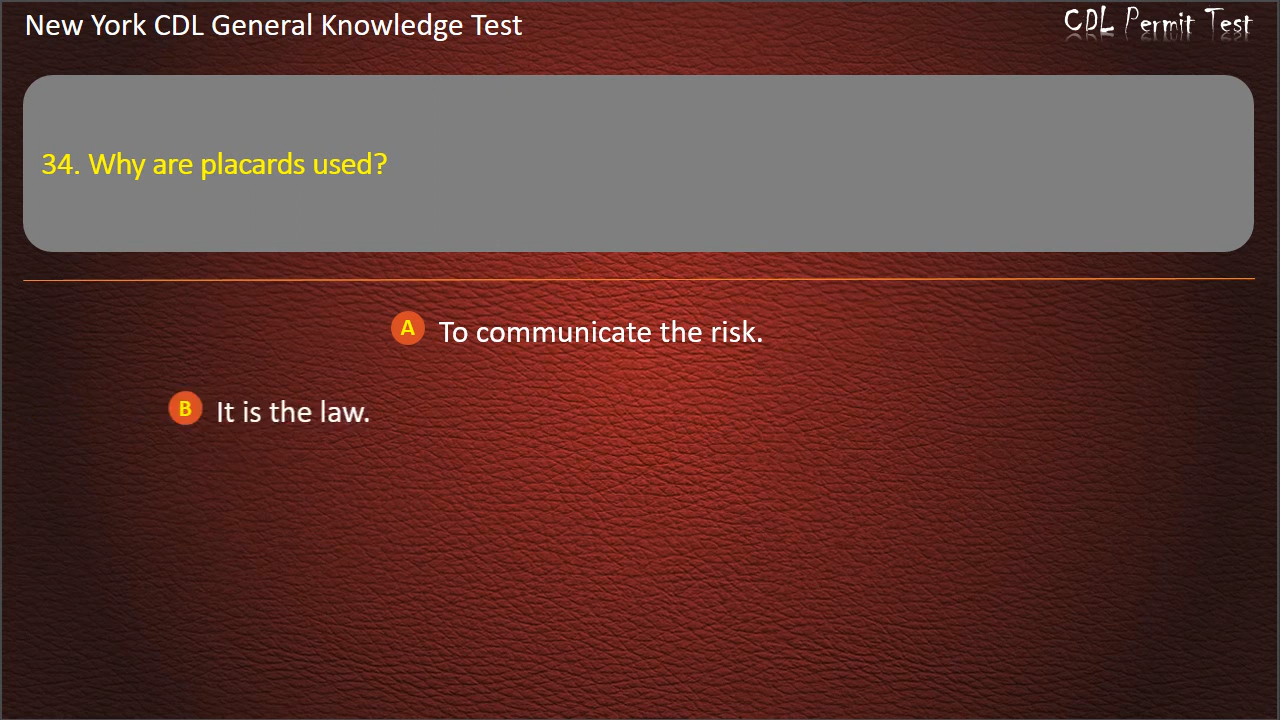 New York CDL General Knowledge Test
CDL Permit Test
34. Why are placards used?
A To communicate the risk.
B It is the law.